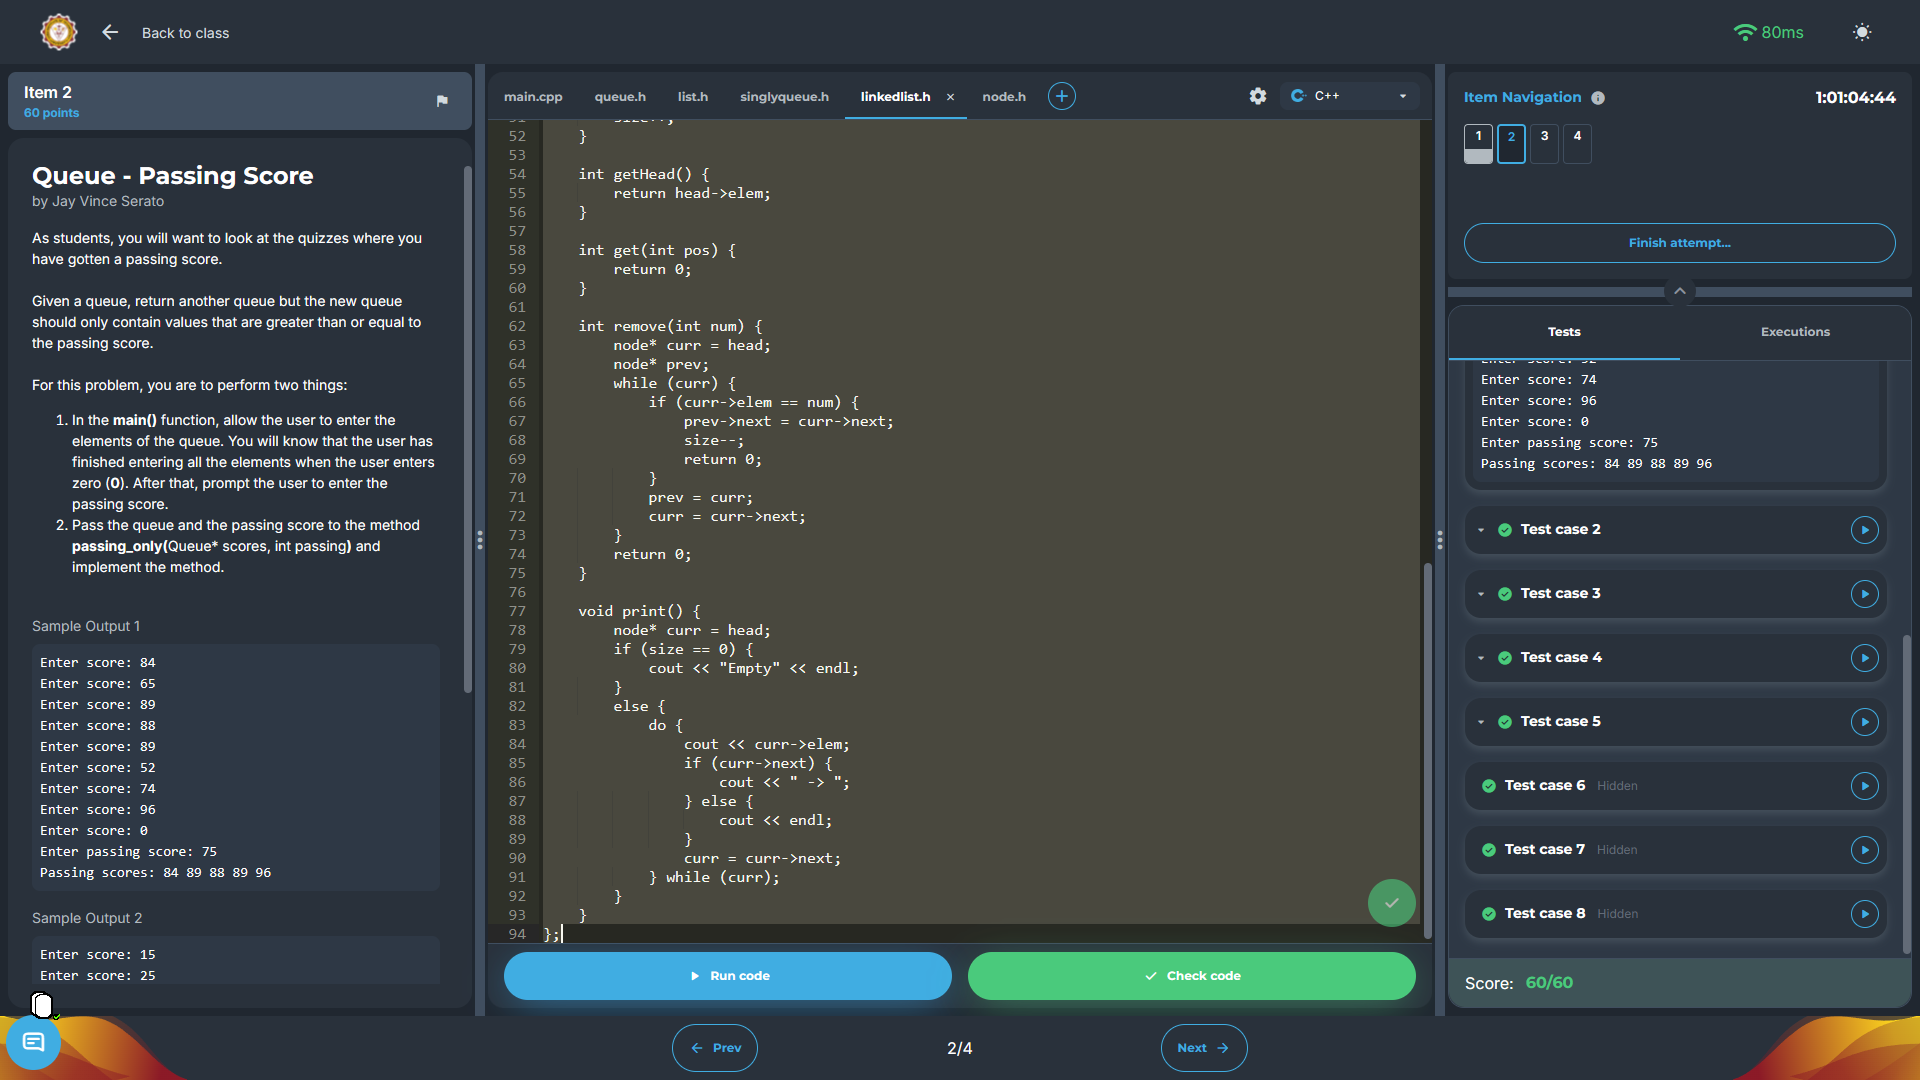 Back to class
80ms
Item 2
60 points
Queue - Passing Score
by Jay Vince Serato
As students, you will want to look at the quizzes where you
have gotten a passing score.
Given a queue, return another queue but the new queue
should only contain values that are greater than or equal to
the passing score.
For this problem, you are to perform two things:
1. In the main() function, allow the user to enter the
elements of the queue. You will know that the user has
finished entering all the elements when the user enters
zero (0). After that, prompt the user to enter the
passing score.
2. Pass the queue and the passing score to the method
passing_only(Queue* scores, int passing) and
implement the method.
Sample Output 1
Enter score: 84
Enter score: 65
Enter score: 89
Enter score: 88
Enter score: 89
Enter score: 52
Enter score: 74
Enter score: 96
Enter score: 0
Enter passing score: 75
Passing scores: 84 89 88 89 96
Sample Output 2
Enter score: 15
Enter score: 25
main.cpp queue.h list.h singlyqueue.h linkedlist.h × node.h + C++
51 size++;
52 }
53
54 int getHead() {
55 return head->elem;
56 }
57
58 int get(int pos) {
59 return 0;
60 }
61
62 int remove(int num) {
63 node* curr = head;
64 node* prev;
65 while (curr) {
66 if (curr->elem == num) {
67 prev->next = curr->next;
68 size--;
69 return 0;
70 }
71 prev = curr;
72 curr = curr->next;
73 }
74 return 0;
75 }
76
77 void print() {
78 node* curr = head;
79 if (size == 0) {
80 cout << "Empty" << endl;
81 }
82 else {
83 do {
84 cout << curr->elem;
85 if (curr->next) {
86 cout << " -> ";
87 } else {
88 cout << endl;
89 }
90 curr = curr->next;
91 } while (curr);
92 }
93 }
94 };
Run code
Check code
Item Navigation 1:01:04:44
1 2 3 4
Finish attempt...
Tests Executions
Enter score: 52
Enter score: 74
Enter score: 96
Enter score: 0
Enter passing score: 75
Passing scores: 84 89 88 89 96
Test case 2
Test case 3
Test case 4
Test case 5
Test case 6 Hidden
Test case 7 Hidden
Test case 8 Hidden
Score: 60/60
Prev 2/4 Next